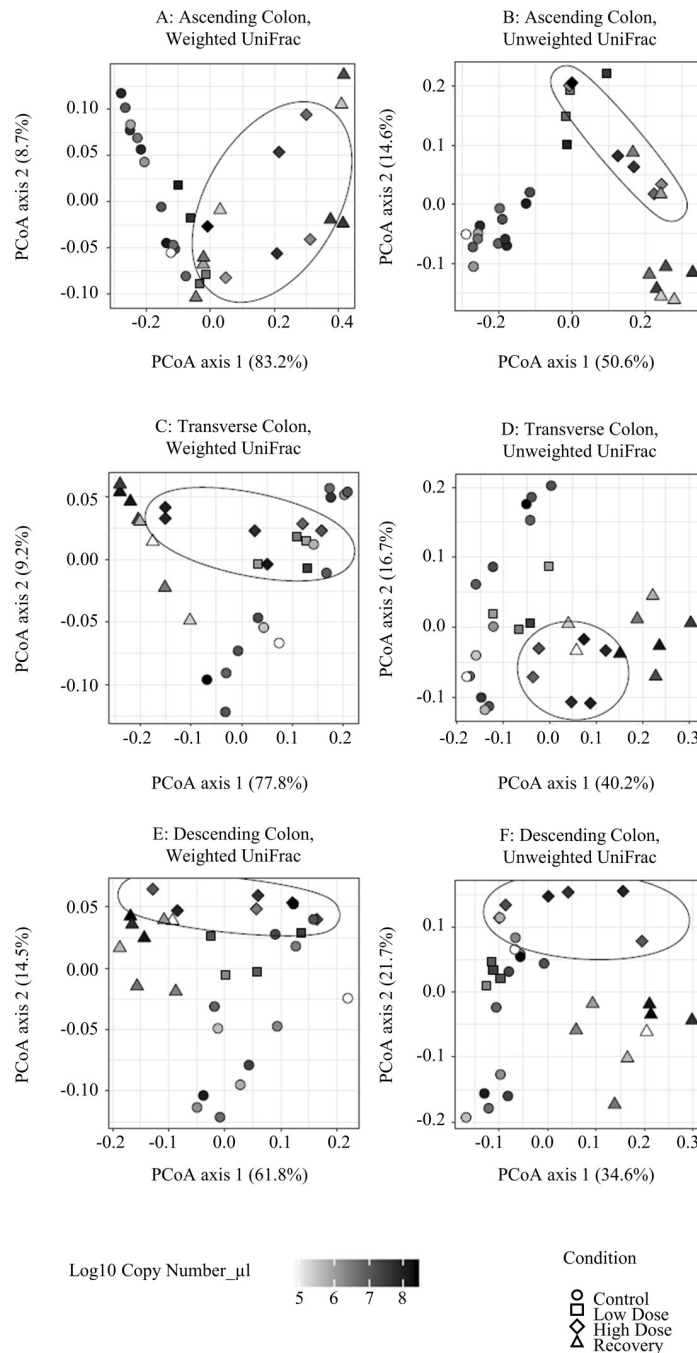 A: Ascending Colon,
Weighted UniFrac
PCoA axis 2 (8.7%)
0.10
0.05
0.00
-0.05
-0.10
-0.2
0.0
0.2
0.4
PCoA axis 1 (83.2%)
B: Ascending Colon,
Unweighted UniFrac
PCoA axis 2 (14.6%)
0.2
0.1
0.0
-0.1
-0.2
0.0
0.2
PCoA axis 1 (50.6%)
C: Transverse Colon,
Weighted UniFrac
PCoA axis 2 (9.2%)
0.05
0.00
-0.05
-0.10
-0.2
-0.1
0.0
0.1
0.2
PCoA axis 1 (77.8%)
D: Transverse Colon,
Unweighted UniFrac
PCoA axis 2 (16.7%)
0.2
0.1
0.0
-0.1
-0.2
-0.1
0.0
0.1
0.2
0.3
PCoA axis 1 (40.2%)
E: Descending Colon,
Weighted UniFrac
PCoA axis 2 (14.5%)
0.05
0.00
-0.05
-0.10
-0.2
-0.1
0.0
0.1
0.2
PCoA axis 1 (61.8%)
F: Descending Colon,
Unweighted UniFrac
PCoA axis 2 (21.7%)
0.1
0.0
-0.1
-0.2
-0.1
0.0
0.1
0.2
0.3
PCoA axis 1 (34.6%)
Log10 Copy Number_µl
5 6 7 8
Condition
Control
Low Dose
High Dose
Recovery